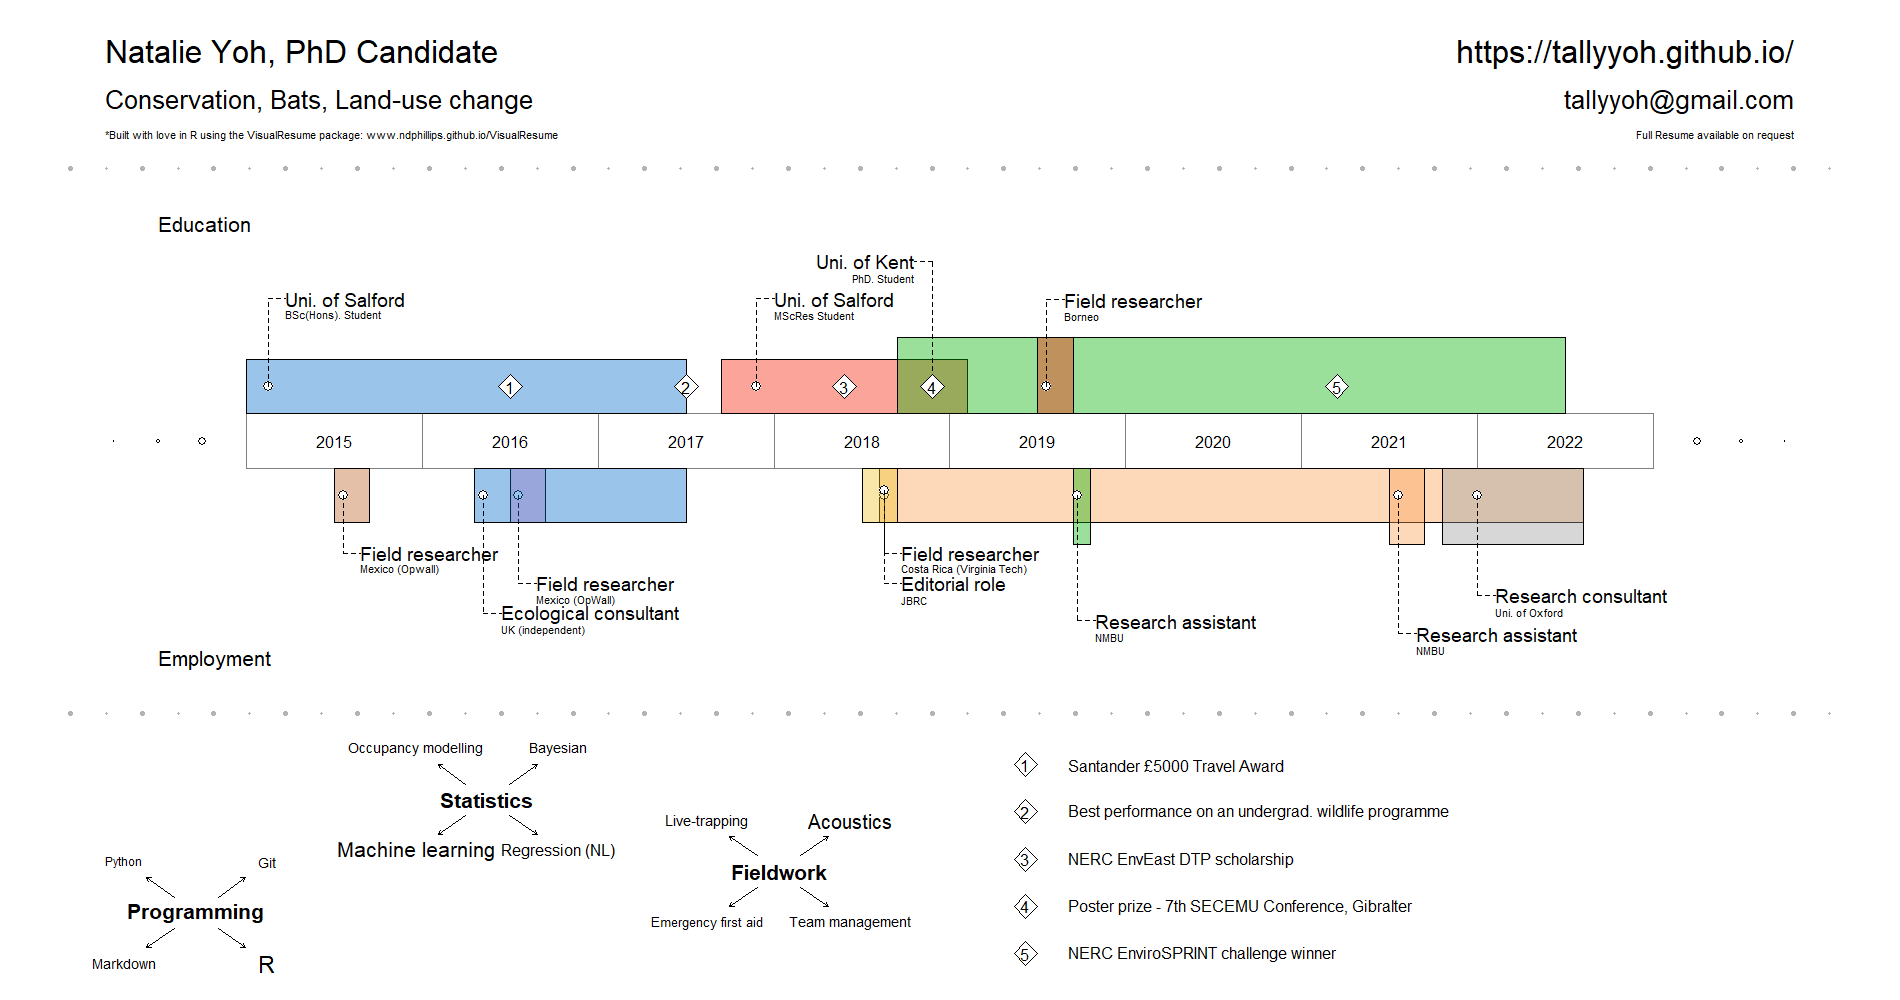 Natalie Yoh, PhD Candidate
https://tallyyoh.github.io/
Conservation, Bats, Land-use change
tallyyoh@gmail.com
*Built with love in R using the VisualResume package: www.ndphillips.github.io/VisualResume
Full Resume available on request
Education
Uni. of Kent
PhD. Student
Uni. of Salford
BSc(Hons). Student
Uni. of Salford
MScRes Student
Field researcher
Borneo
1
2
3
4
5
2015
2016
2017
2018
2019
2020
2021
2022
Field researcher
Mexico (Opwall)
Field researcher
Mexico (OpWall)
Ecological consultant
UK (independent)
Field researcher
Costa Rica (Virginia Tech)
Editorial role
JBRC
Research assistant
NMBU
Research consultant
Uni. of Oxford
Research assistant
NMBU
Employment
Occupancy modelling
Bayesian
Statistics
Machine learning
Regression (NL)
Live-trapping
Acoustics
Fieldwork
Emergency first aid
Team management
Python
Git
Programming
Markdown
R
1 Santander £5000 Travel Award
2 Best performance on an undergrad. wildlife programme
3 NERC EnvEast DTP scholarship
4 Poster prize - 7th SECEMU Conference, Gibralter
5 NERC EnviroSPRINT challenge winner